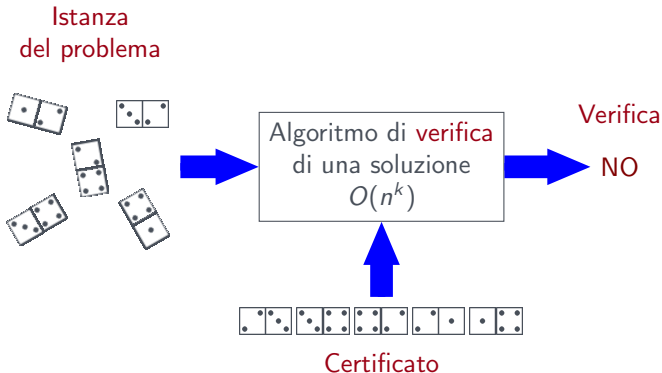 Istanza
del problema
Algoritmo di verifica
di una soluzione
O(n^k)
Verifica
NO
Certificato